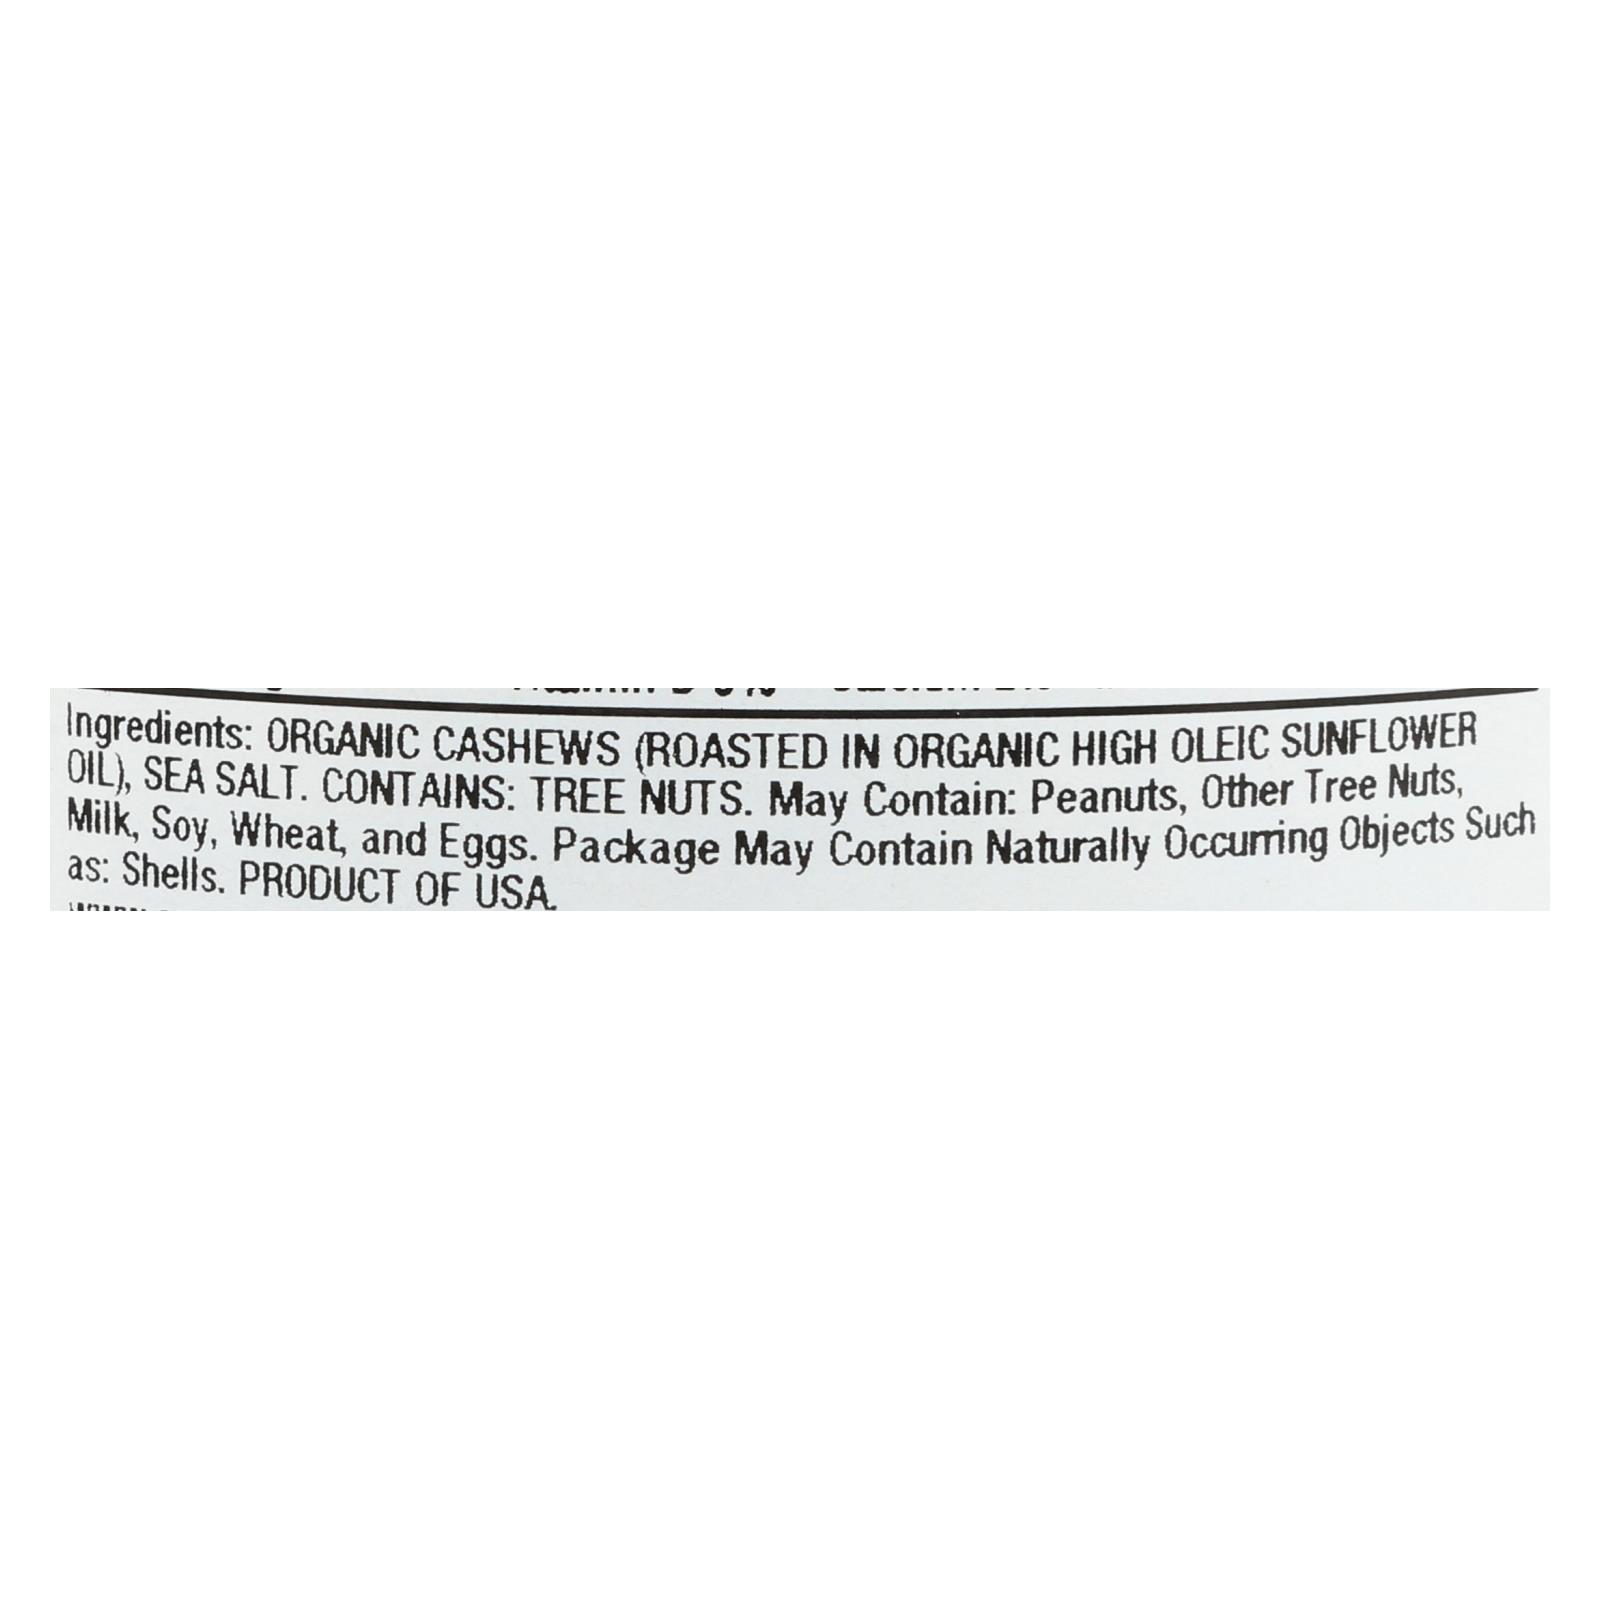 Ingredients: ORGANIC CASHEWS (ROASTED IN ORGANIC HIGH OLEIC SUNFLOWER
OIL), SEA SALT. CONTAINS: TREE NUTS. May Contain: Peanuts, Other Tree Nuts,
Milk, Soy, Wheat, and Eggs. Package May Contain Naturally Occurring Objects Such
as: Shells. PRODUCT OF USA.